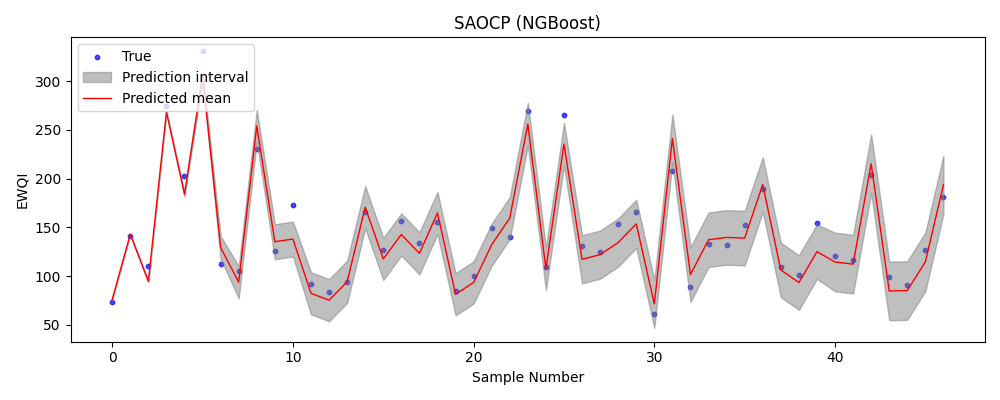 SAOCP (NGBoost)
True
Prediction interval
Predicted mean
300
250
200
150
100
50
EWQI
0
10
20
30
40
Sample Number